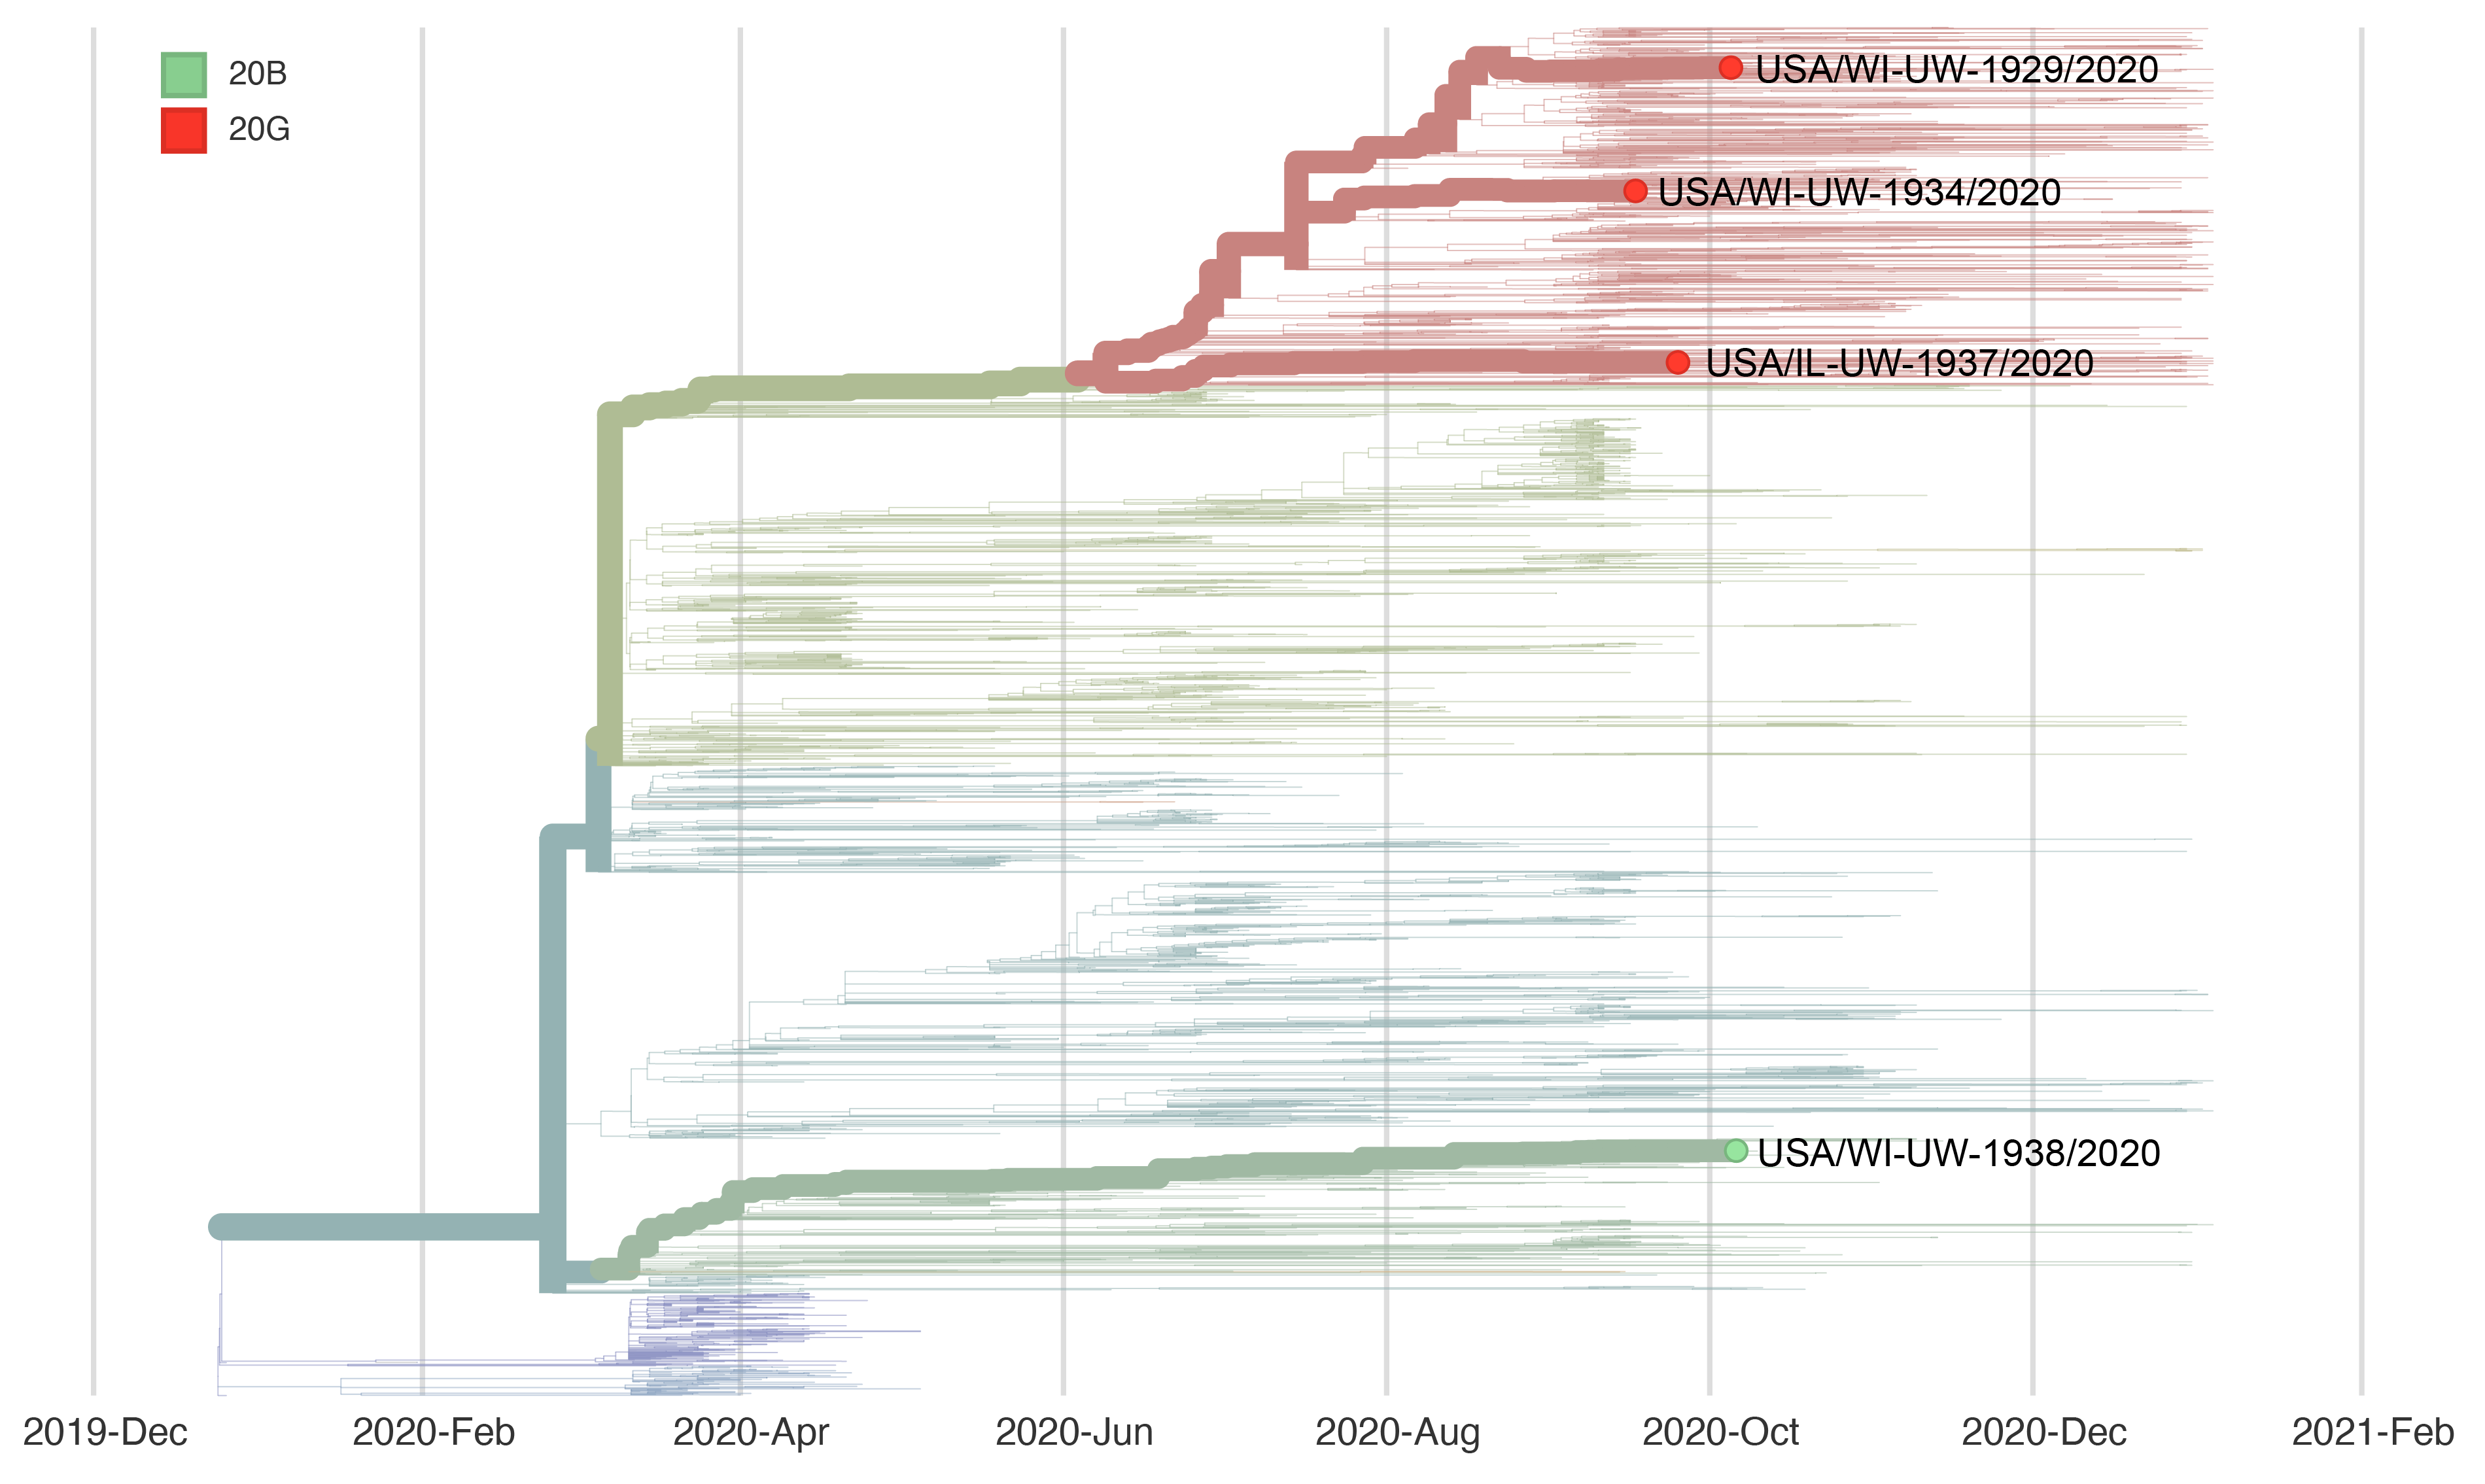 20B
20G
USA/WI-UW-1929/2020
USA/WI-UW-1934/2020
USA/IL-UW-1937/2020
USA/WI-UW-1938/2020
2019-Dec 2020-Feb 2020-Apr 2020-Jun 2020-Aug 2020-Oct 2020-Dec 2021-Feb